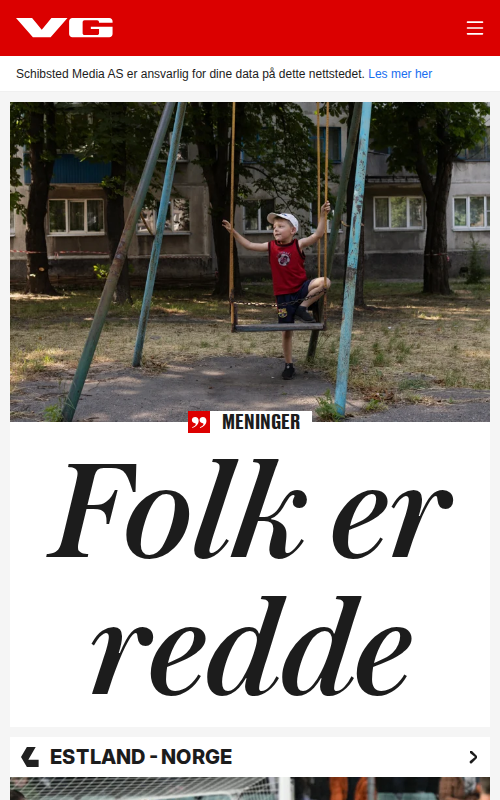 VG
Schibsted Media AS er ansvarlig for dine data på dette nettstedet. Les mer her
MENINGER
Folk er
redde
ESTLAND - NORGE